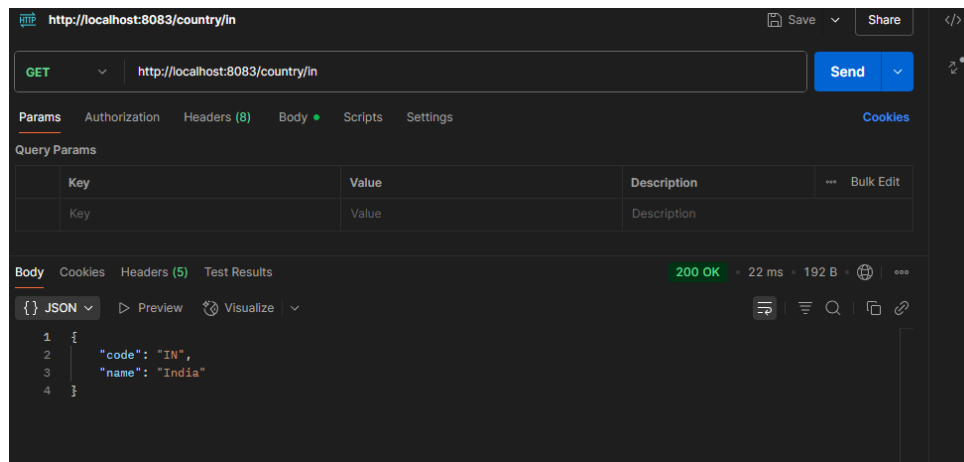 HTTP http://localhost:8083/country/in Save Share </>
GET http://localhost:8083/country/in Send
Params Authorization Headers (8) Body Scripts Settings Cookies
Query Params
Key Value Description Bulk Edit
Key Value Description
Body Cookies Headers (5) Test Results 200 OK 22 ms 192 B
{} JSON Preview Visualize
1 {
2 "code": "IN",
3 "name": "India"
4 }